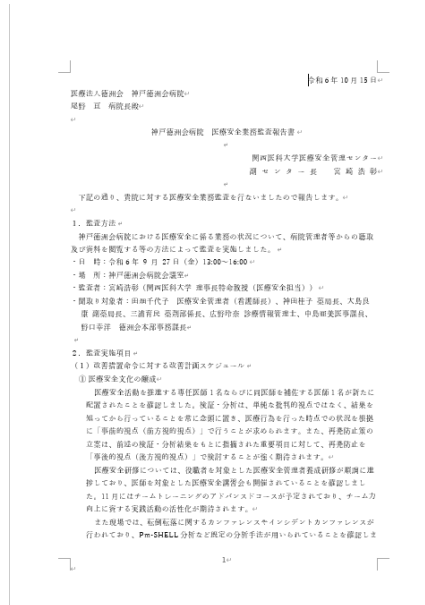 令和6年10月15日
医療法人徳洲会 神戸徳洲会病院
尾野 亘 病院長殿
神戸徳洲会病院 医療安全業務監査報告書
関西医科大学医療安全管理センター
副センター長 宮崎浩彰
下記の通り、貴院に対する医療安全業務監査を行ないましたので報告します。
1.監査方法
神戸徳洲会病院における医療安全に係る業務の状況について、病院管理者等からの聴取
及び資料を閲覧する等の方法によって監査を実施しました。
・日 時:令和6年 9月 27日(金)13:00~16:00
・場 所:神戸徳洲会病院会議室
・監査者:宮崎浩彰(関西医科大学 理事長特命教授(医療安全担当))
・聞取り対象者:田畑千代子 医療安全管理者(看護師長)、神田桂子 薬局長、大島良
康 副薬局長、三浦育民 薬剤部係長、広野玲奈 診療情報管理士、中島面美医事課長、
野口幸洋 徳洲会本部事務課長
2.監査実施項目
(1)改善措置命令に対する改善計画スケジュール
①医療安全文化の醸成
医療安全活動を推進する専任医師1名ならびに同医師を補佐する医師1名が新たに
配置されたことを確認しました。検証・分析は、単純な批判的視点ではなく、結果を
知ってから行っていることを常に念頭に置き、医療行為を行った時点での状況を根拠
に「事前的視点(前方視的視点)」で行うことが求められます。また、再発防止策の
立案は、前述の検証・分析結果をもとに指摘された重要項目に対して、再発防止を
「事後的視点(後方視的視点)」で検討することが強く期待されます。
医療安全研修については、役職者を対象とした医療安全管理者養成研修が順調に進
捗しており、医師を対象とした医療安全講習会も開催されていることを確認しまし
た。11月にはチームトレーニングのアドバンスドコースが予定されており、チーム力
向上に資する実践活動の活性化が期待されます。
また現場では、転倒転落に関するカンファレンスやインシデントカンファレンスが
行われており、Pm-SHELL分析など既定の分析手法が用いられていることを確認しま
1